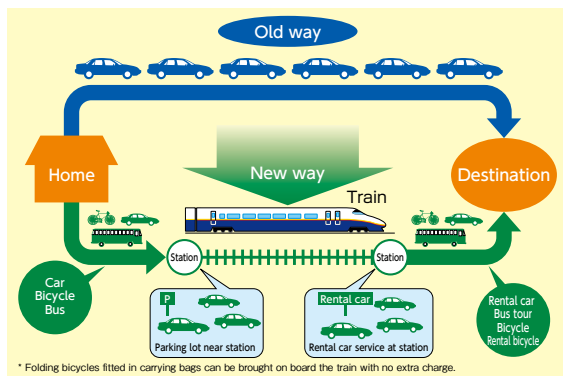 Old way
Home
New way
Destination
Train
Station
Station
Car
Bicycle
Bus
P
Parking lot near station
Rental car
Rental car service at station
Rental car
Bus tour
Bicycle
Rental bicycle
* Folding bicycles fitted in carrying bags can be brought on board the train with no extra charge.